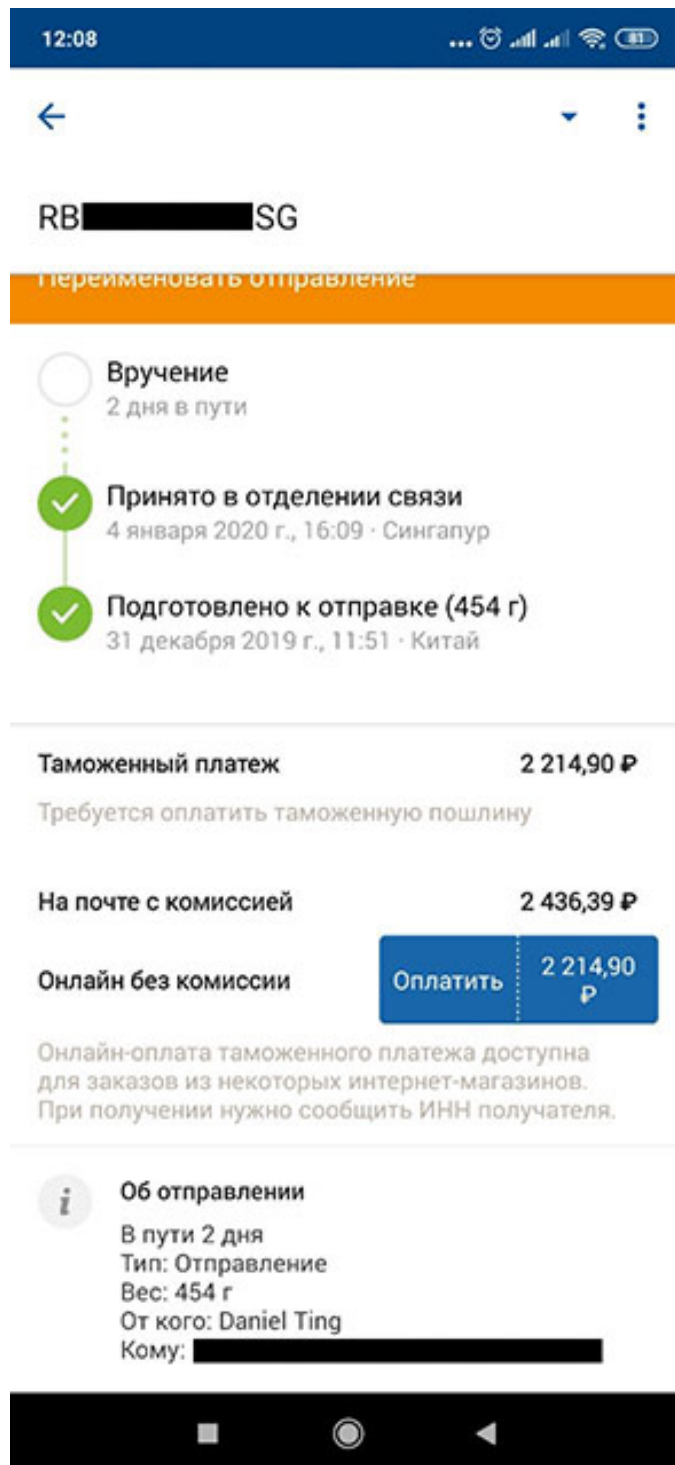 12:08
81
RB SG
Переименовать отправление
Вручение
2 дня в пути
Принято в отделении связи
4 января 2020 г., 16:09 · Сингапур
Подготовлено к отправке (454 г)
31 декабря 2019 г., 11:51 · Китай
Таможенный платеж 2 214,90 ₽
Требуется оплатить таможенную пошлину
На почте с комиссией 2 436,39 ₽
Онлайн без комиссии Оплатить 2 214,90
₽
Онлайн-оплата таможенного платежа доступна
для заказов из некоторых интернет-магазинов.
При получении нужно сообщить ИНН получателя.
i Об отправлении
В пути 2 дня
Тип: Отправление
Вес: 454 г
От кого: Daniel Ting
Кому: